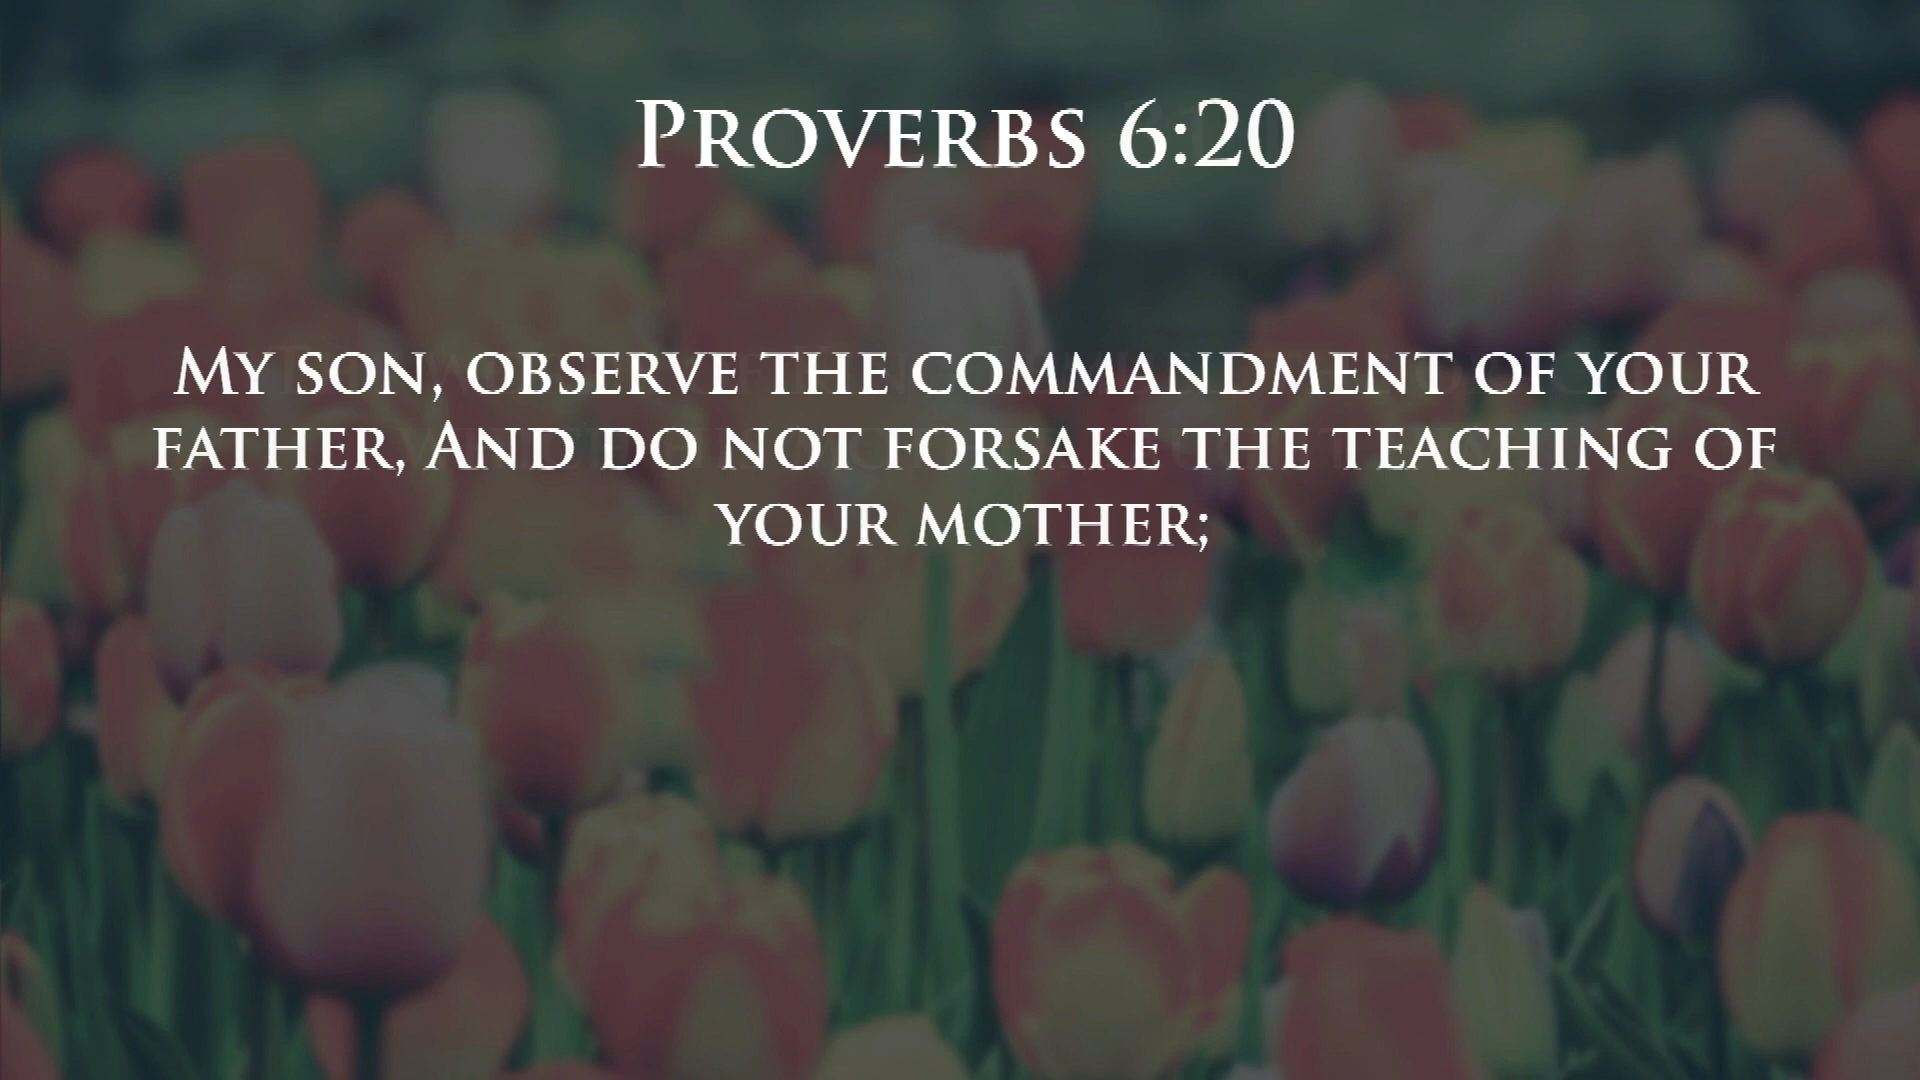 Proverbs 6:20
My son, observe the commandment of your
father, And do not forsake the teaching of
your mother;